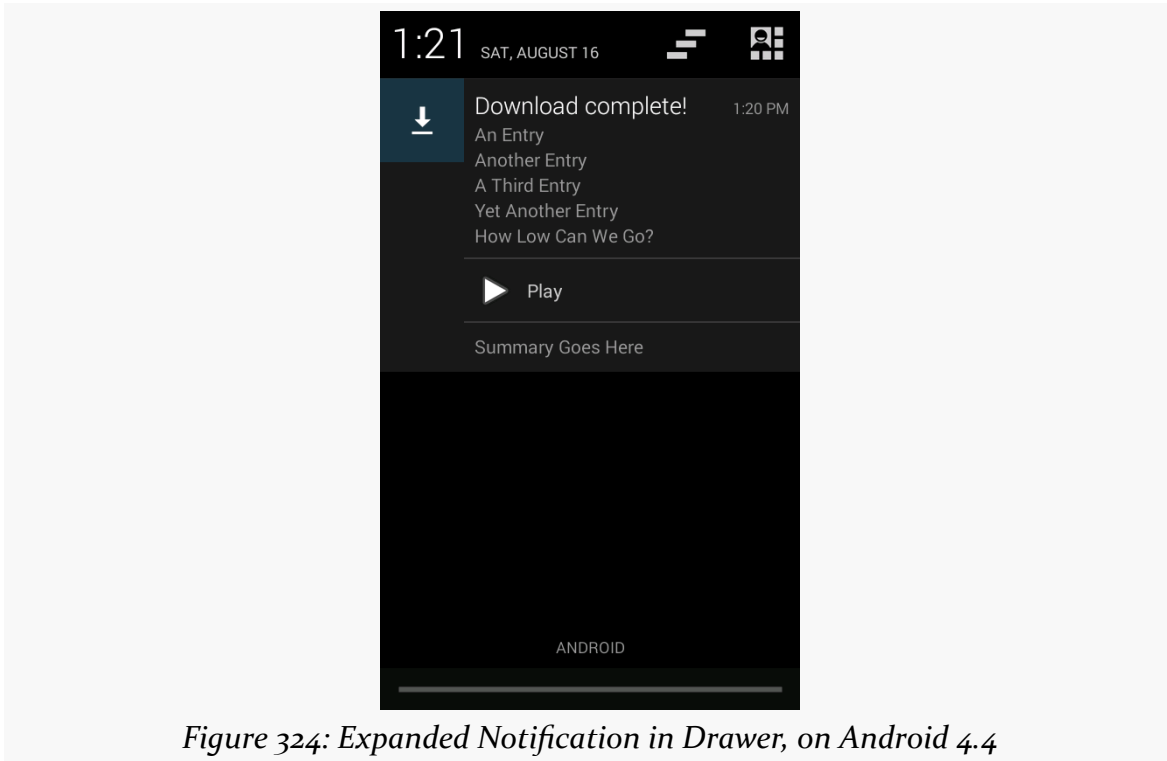 1:21 SAT, AUGUST 16
Download complete! 1:20 PM
An Entry
Another Entry
A Third Entry
Yet Another Entry
How Low Can We Go?
Play
Summary Goes Here
ANDROID
Figure 324: Expanded Notification in Drawer, on Android 4.4